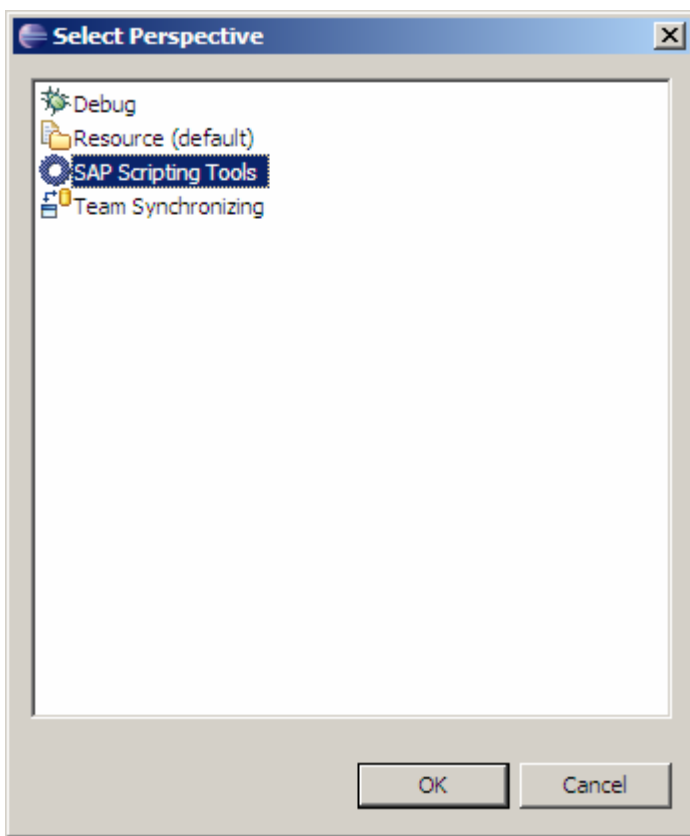 Select Perspective
Debug
Resource (default)
SAP Scripting Tools
Team Synchronizing
OK
Cancel